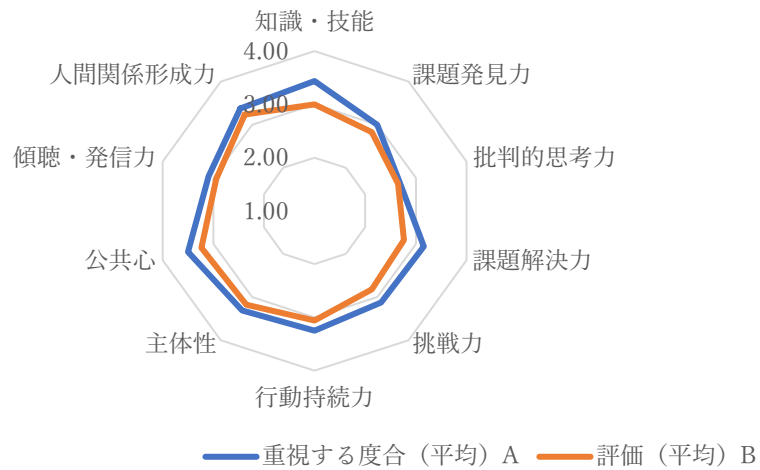 知識・技能
4.00
人間関係形成力
課題発見力
3.00
傾聴・発信力
批判的思考力
2.00
1.00
公共心
課題解決力
主体性
挑戦力
行動持続力
重視する度合（平均）A
評価（平均）B